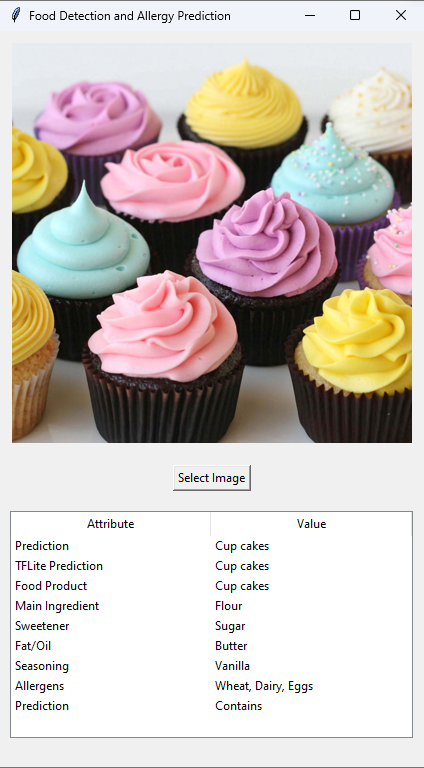 Food Detection and Allergy Prediction
Select Image
Attribute Value
Prediction Cup cakes
TFLite Prediction Cup cakes
Food Product Cup cakes
Main Ingredient Flour
Sweetener Sugar
Fat/Oil Butter
Seasoning Vanilla
Allergens Wheat, Dairy, Eggs
Prediction Contains